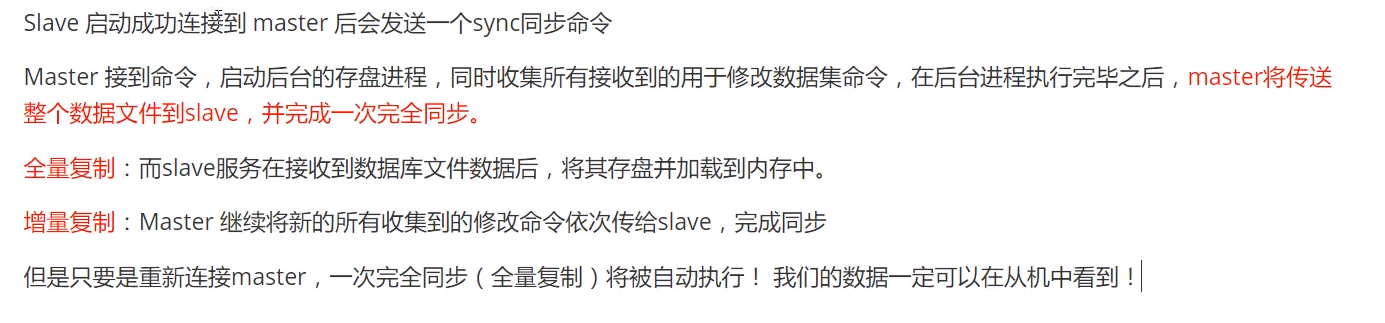 Slave 启动成功连接到 master 后会发送一个sync同步命令
Master 接到命令，启动后台的存盘进程，同时收集所有接收到的用于修改数据集命令，在后台进程执行完毕之后，master将传送
整个数据文件到slave，并完成一次完全同步。
全量复制：而slave服务在接收到数据库文件数据后，将其存盘并加载到内存中。
增量复制：Master 继续将新的所有收集到的修改命令依次传给slave，完成同步
但是只要是重新连接master，一次完全同步（全量复制）将被自动执行！ 我们的数据一定可以在从机中看到！